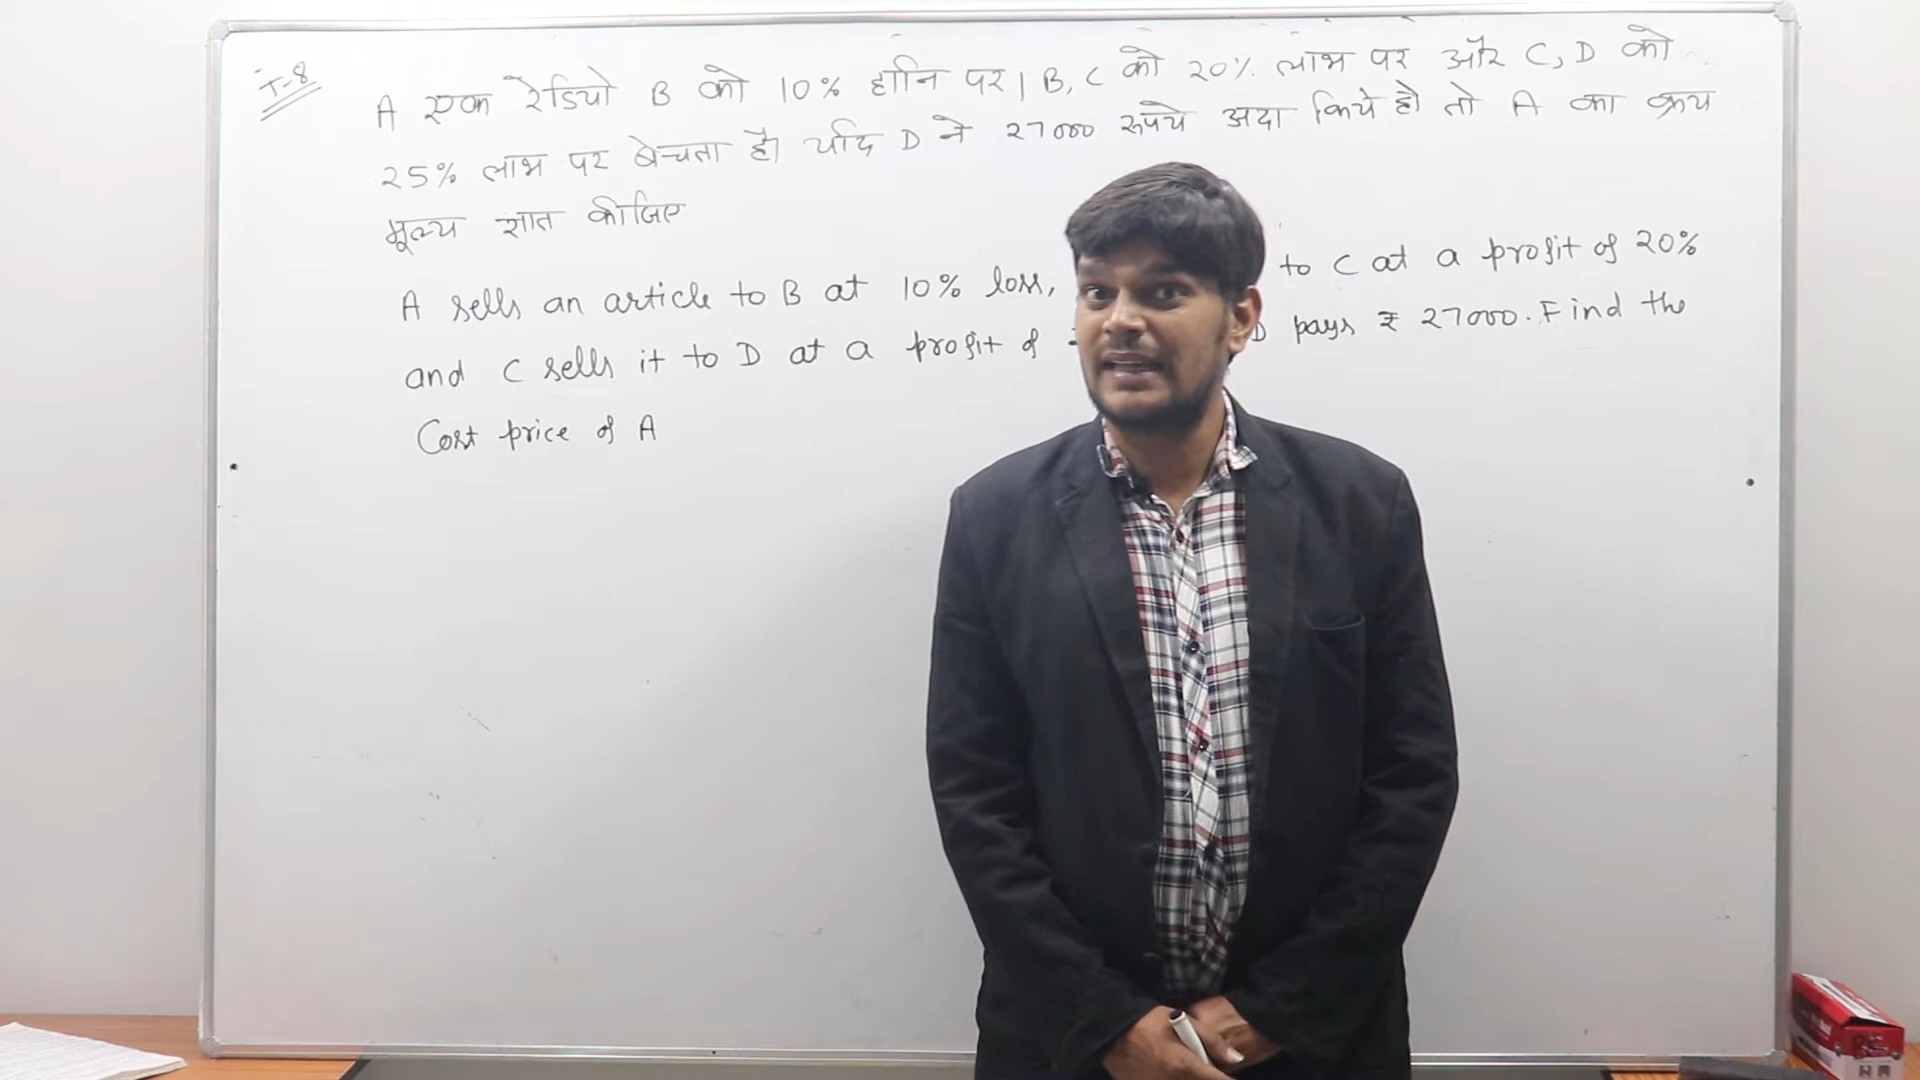 T-8
A एक रेडियो B को 10% हानि पर | B, C को 20% लाभ पर और C, D को
25% लाभ पर बेचता है। यदि D ने 27000 रूपये अदा किये हो तो A का क्रय
मूल्य ज्ञात कीजिए
A sells an article to B at 10% loss, to C at a profit of 20%
and C sells it to D at a profit of D pays ₹ 27000. Find the
Cost price of A